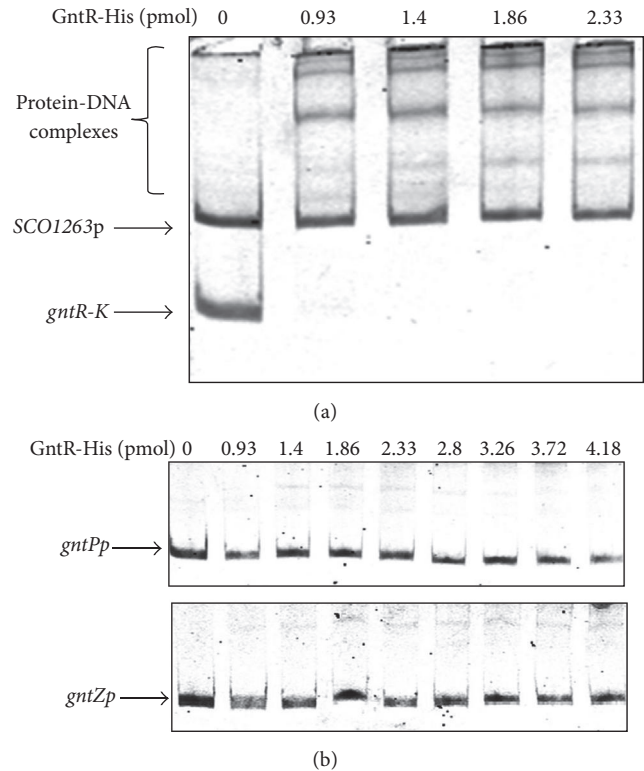 GntR-His (pmol) 0 0.93 1.4 1.86 2.33
Protein-DNA
complexes
SCO1263p
gntR-K
(a)
GntR-His (pmol) 0 0.93 1.4 1.86 2.33 2.8 3.26 3.72 4.18
gntPp
gntZp
(b)